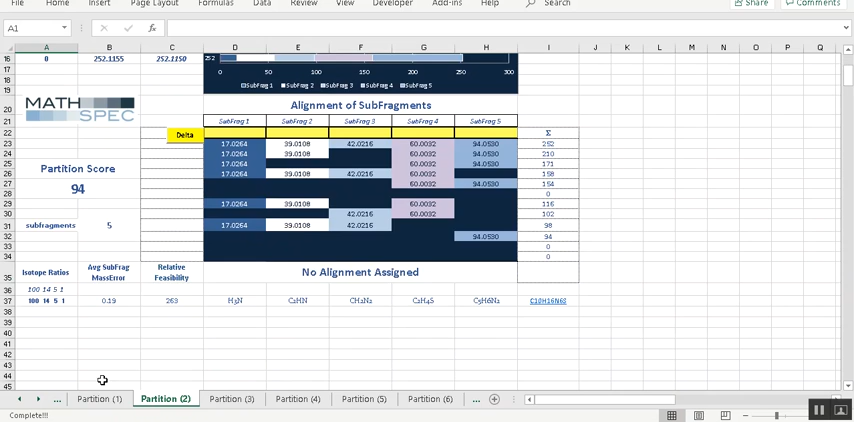 File Home Insert Page Layout Formulas Data Review View Developer Add-ins Help Search Share Comments
A1 fx
A B C D E F G H I J K L M N O P Q
16 0 252.1155 252.1150 252
17 0 50 100 150 200 250 300
18 SubFrag 1 SubFrag 2 SubFrag 3 SubFrag 4 SubFrag 5
19
20 MATH SPEC Alignment of SubFragments
21 SubFrag 1 SubFrag 2 SubFrag 3 SubFrag 4 SubFrag 5
22 Delta Σ
23 17.0264 39.0108 42.0216 60.0032 94.0530 252
24 17.0264 39.0108 60.0032 94.0530 210
25 17.0264 60.0032 94.0530 171
26 17.0264 39.0108 42.0216 60.0032 158
Partition Score
27 60.0032 94.0530 154
28 94 0
29 17.0264 39.0108 60.0032 116
30 42.0216 60.0032 102
31 subfragments 5 17.0264 39.0108 42.0216 98
32 94.0530 94
33 0
34 0
35 Isotope Ratios Avg SubFrag MassError Relative Feasibility No Alignment Assigned
36 100 14 5 1
37 100 14 5 1 0.19 263 H3N C2HN CH2N2 C2H4S C5H6N2 C10H16N6S
38
39
40
41
42
43
44
45
... Partition (1) Partition (2) Partition (3) Partition (4) Partition (5) Partition (6) ...
Complete!!!